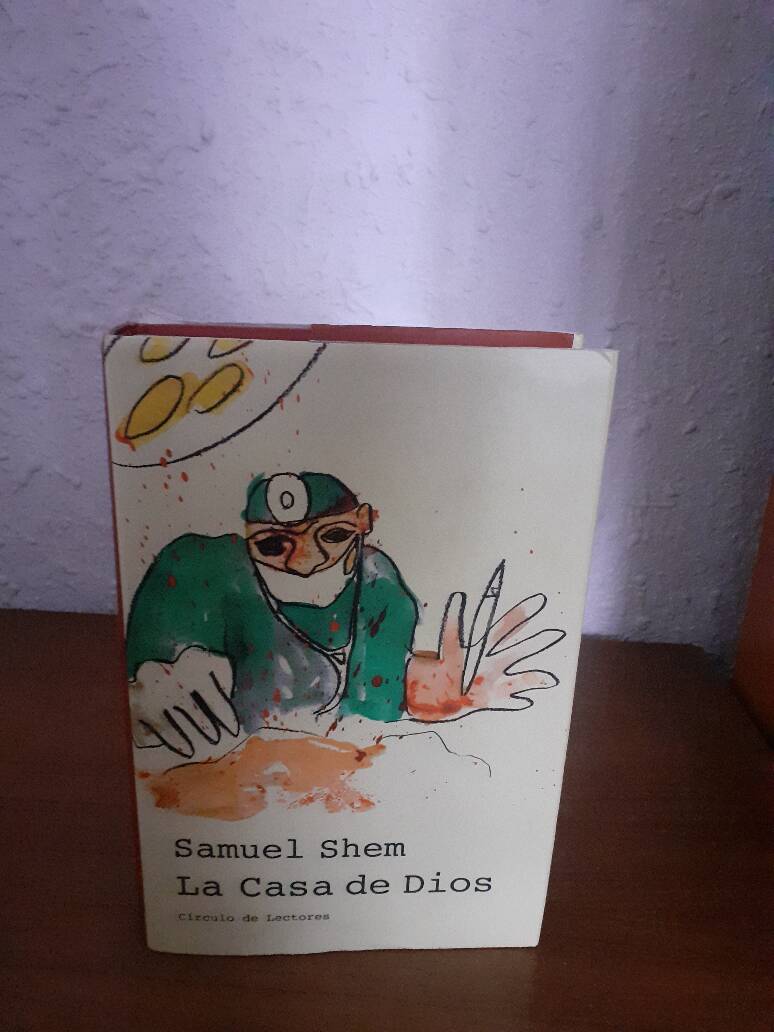 Samuel Shem
La Casa de Dios
Círculo de Lectores